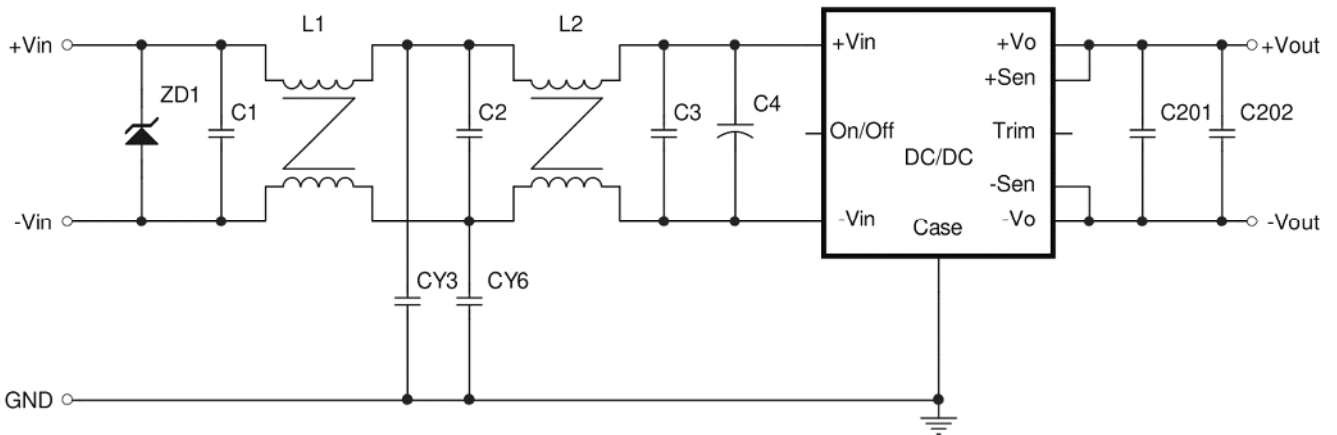 L1
L2
+Vin
ZD1
C1
C2
C3
C4
+Vin
On/Off
DC/DC
-Vin
Case
+Vo
+Sen
Trim
-Sen
-Vo
C201
C202
+Vout
-Vin
-Vout
CY3
CY6
GND